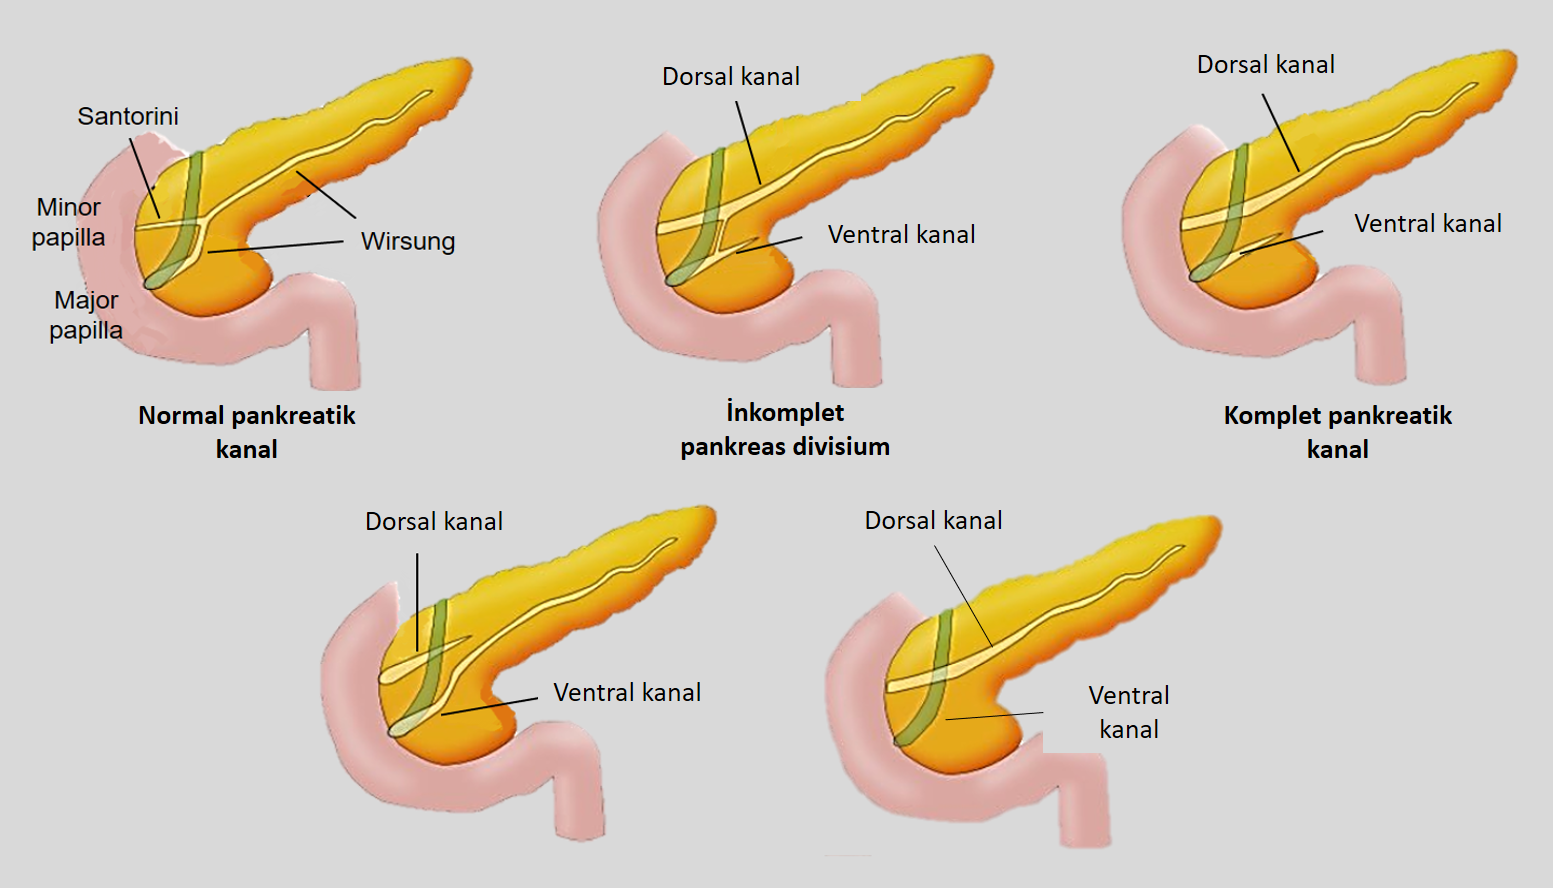 Santorini
Minor
papilla
Wirsung
Major
papilla
Normal pankreatik
kanal
Dorsal kanal
Ventral kanal
İnkomplet
pankreas divisium
Dorsal kanal
Ventral kanal
Komplet pankreatik
kanal
Dorsal kanal
Ventral kanal
Dorsal kanal
Ventral
kanal